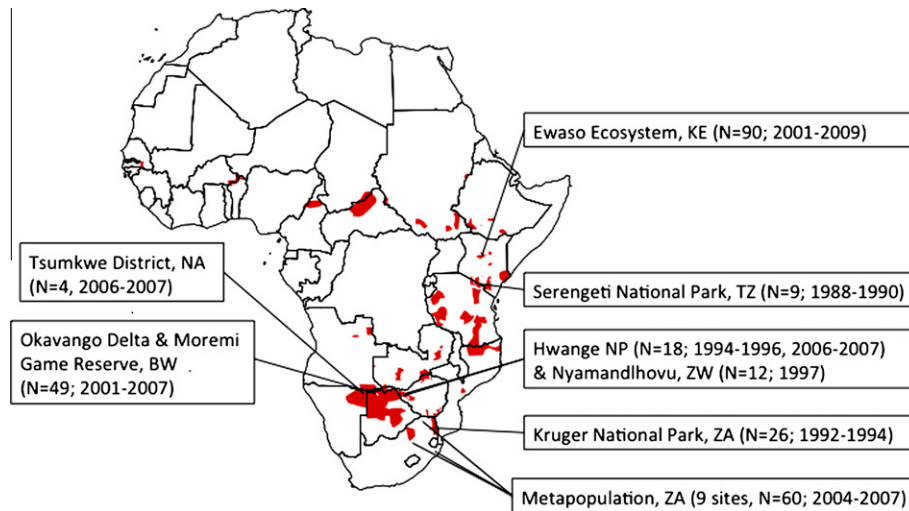 Ewaso Ecosystem, KE (N=90; 2001-2009)
Tsumkwe District, NA
(N=4, 2006-2007)
Serengeti National Park, TZ (N=9; 1988-1990)
Okavango Delta & Moremi
Game Reserve, BW
(N=49; 2001-2007)
Hwange NP (N=18; 1994-1996, 2006-2007)
& Nyamandlhovu, ZW (N=12; 1997)
Kruger National Park, ZA (N=26; 1992-1994)
Metapopulation, ZA (9 sites, N=60; 2004-2007)